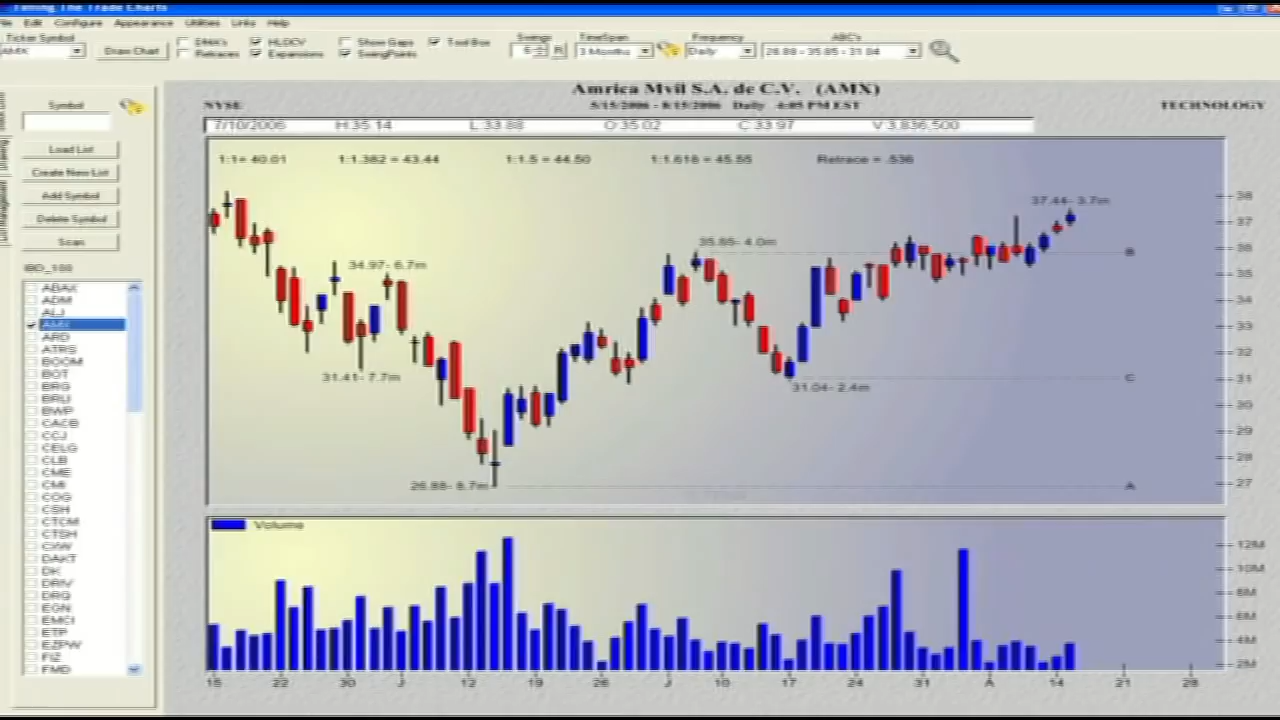 Timing The Trade Charts
File Edit Configure Appearance Utilities Links Help
Ticker Symbol Swings TimeSpan Frequency ABC's
AMX Draw Chart DMA's HLOCV Show Gaps Tool Box 3 Months Daily 26.88 - 35.85 - 31.04
Retraces Expansions SwingPoints
Amrica Mvil S.A. de C.V. (AMX)
NYSE 5/15/2006 - 8/15/2006 Daily 4:05 PM EST TECHNOLOGY
7/10/2006 H:35.14 L:33.88 O:35.02 C:33.97 V:3,836,500
1:1= 40.01 1:1.382 = 43.44 1:1.5 = 44.50 1:1.618 = 45.55 Retrace = .536
Symbol
Load List
Create New List
Add Symbol
Delete Symbol
Scan
IBD_100
ABAX
ADM
ALJ
AMX
ARD
ATRS
BOOM
BOT
BRG
BRLI
BWP
CACB
CCJ
CELG
CLB
CME
CMI
COG
CSH
CTCM
CTSH
CXW
DAKT
DK
DRIV
DRQ
EGN
EMCI
ETP
EZPW
FIZ
FMD
37.44- 3.7m
35.85- 4.0m
34.97- 6.7m
31.41- 7.7m
31.04- 2.4m
26.88- 8.7m
B
C
A
38
37
36
35
34
33
32
31
30
29
28
27
Volume
12M
10M
8M
6M
4M
2M
15 22 30 J 12 19 26 J 10 17 24 31 A 14 21 28